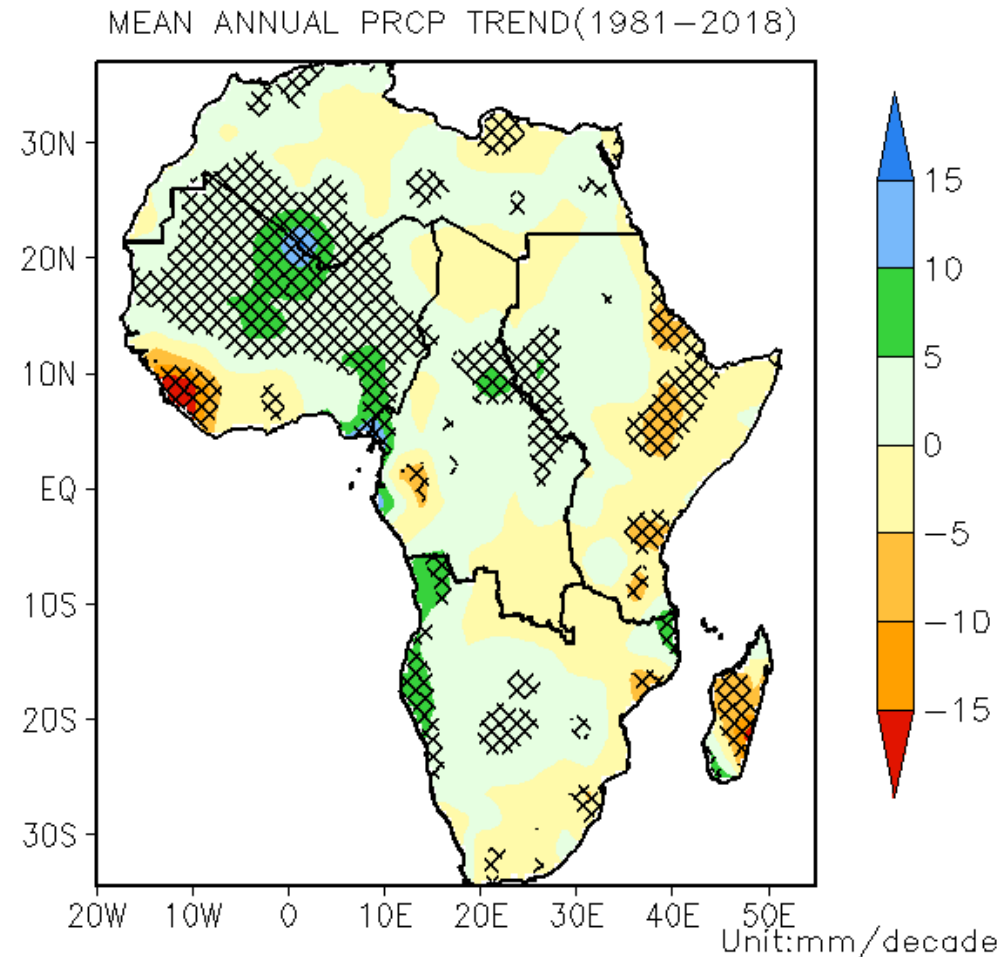 MEAN ANNUAL PRCP TREND(1981−2018)
30N
20N
10N
EQ
10S
20S
30S
20W 10W 0 10E 20E 30E 40E 50E
15
10
5
0
−5
−10
−15
Unit:mm/decade